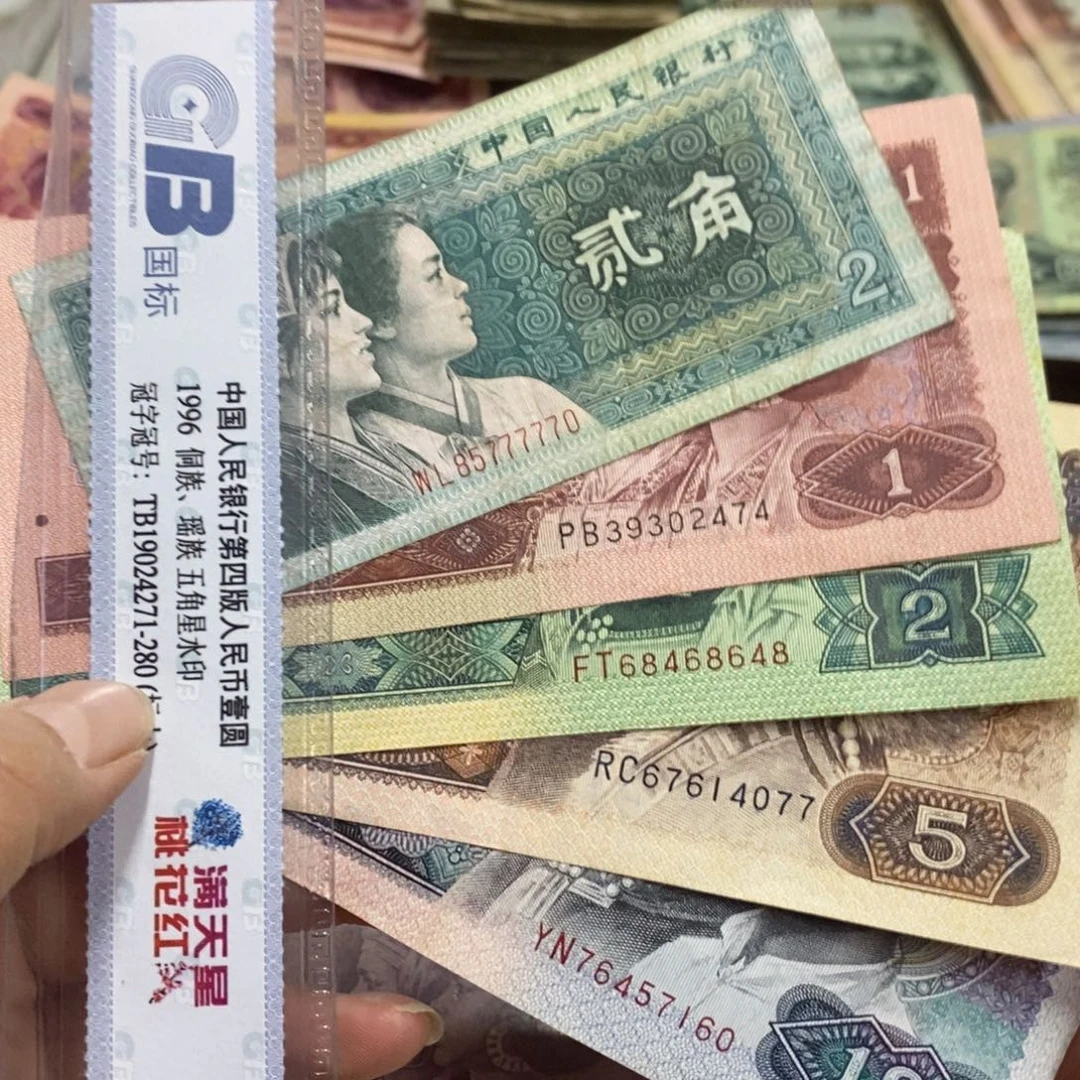 GB
国标
中国人民银行第四版人民币壹圆
1996 侗族、瑶族 五角星水印
冠字冠号：TB19024271-280
满天星
桃花红
中国人民银行
贰角
2
WL85777770
1
1
PB39302474
2
FT68468648
5
RC67614077
YN76457160